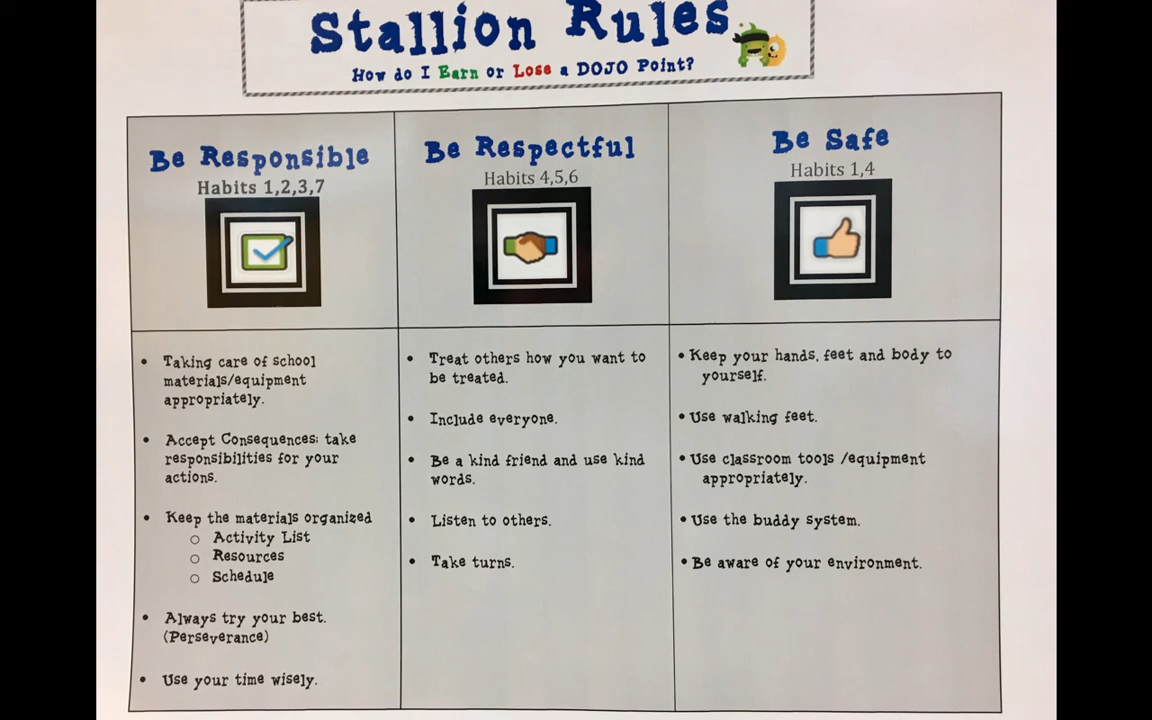 Stallion Rules
How do I Earn or Lose a DOJO Point?
Be Responsible
Habits 1,2,3,7
• Taking care of school
materials/equipment
appropriately.
• Accept Consequences; take
responsibilities for your
actions.
• Keep the materials organized
o Activity List
o Resources
o Schedule
• Always try your best.
(Perseverance)
• Use your time wisely.
Be Respectful
Habits 4,5,6
• Treat others how you want to
be treated.
• Include everyone.
• Be a kind friend and use kind
words.
• Listen to others.
• Take turns.
Be Safe
Habits 1,4
• Keep your hands, feet and body to
yourself.
• Use walking feet.
• Use classroom tools /equipment
appropriately.
• Use the buddy system.
• Be aware of your environment.